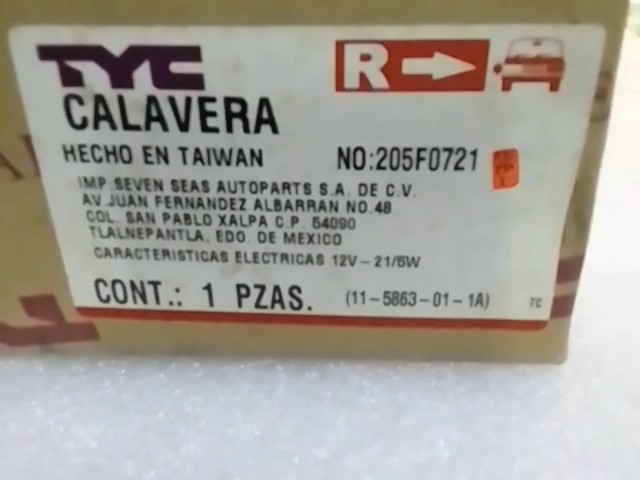 TYC
R
CALAVERA
HECHO EN TAIWAN NO:205F0721
IMP:SEVEN SEAS AUTOPARTS S.A. DE C.V.
AV.JUAN FERNANDEZ ALBARRAN NO.48
COL. SAN PABLO XALPA C.P. 54090
TLALNEPANTLA, EDO. DE MEXICO
CARACTERISTICAS ELECTRICAS 12V-21/5W
CONT.: 1 PZAS. (11-5863-01-1A) TC